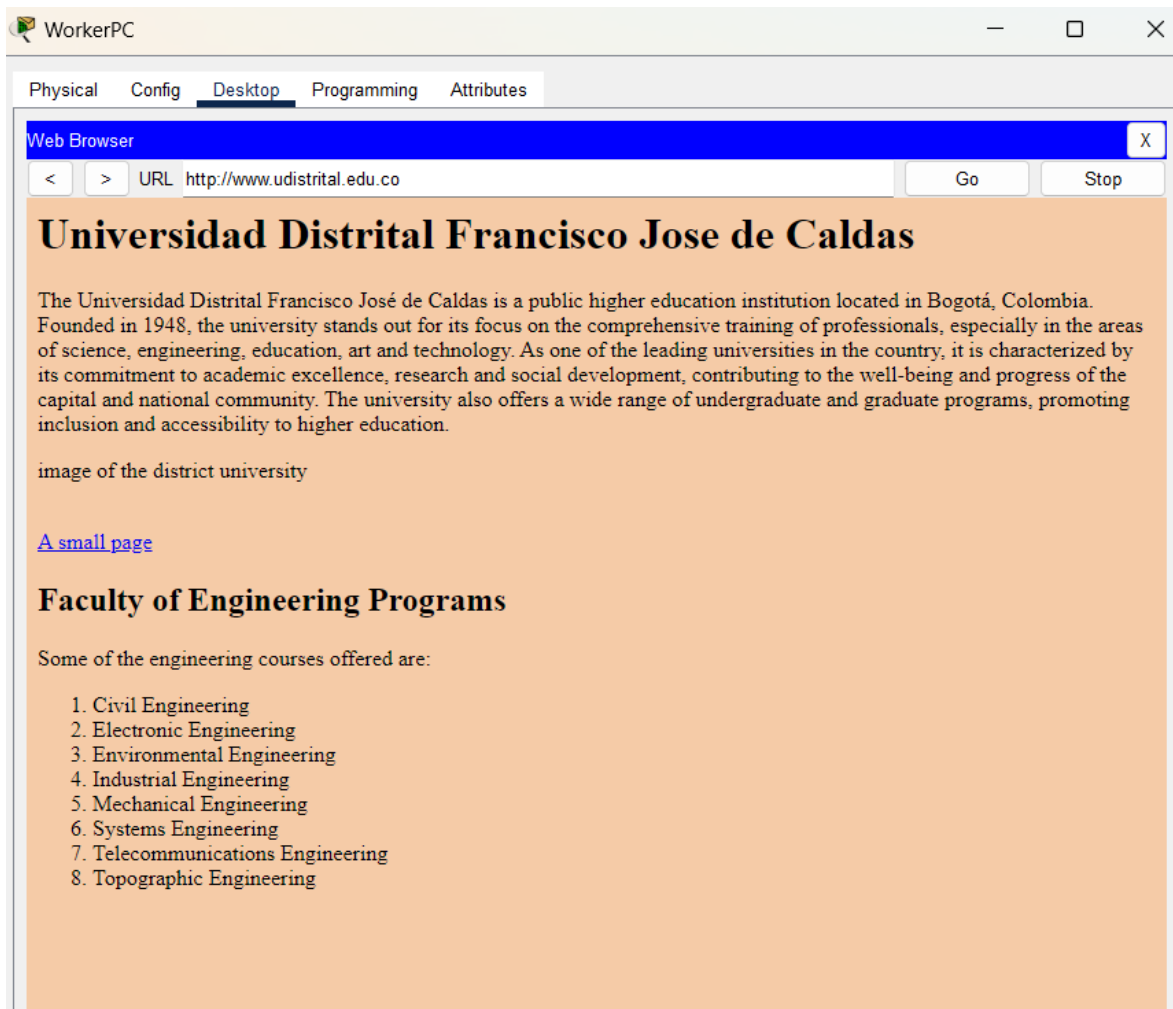 WorkerPC
Physical Config Desktop Programming Attributes
Web Browser X
< > URL http://www.udistrital.edu.co Go Stop
Universidad Distrital Francisco Jose de Caldas
The Universidad Distrital Francisco José de Caldas is a public higher education institution located in Bogotá, Colombia.
Founded in 1948, the university stands out for its focus on the comprehensive training of professionals, especially in the areas
of science, engineering, education, art and technology. As one of the leading universities in the country, it is characterized by
its commitment to academic excellence, research and social development, contributing to the well-being and progress of the
capital and national community. The university also offers a wide range of undergraduate and graduate programs, promoting
inclusion and accessibility to higher education.
image of the district university
A small page
Faculty of Engineering Programs
Some of the engineering courses offered are:
1. Civil Engineering
2. Electronic Engineering
3. Environmental Engineering
4. Industrial Engineering
5. Mechanical Engineering
6. Systems Engineering
7. Telecommunications Engineering
8. Topographic Engineering